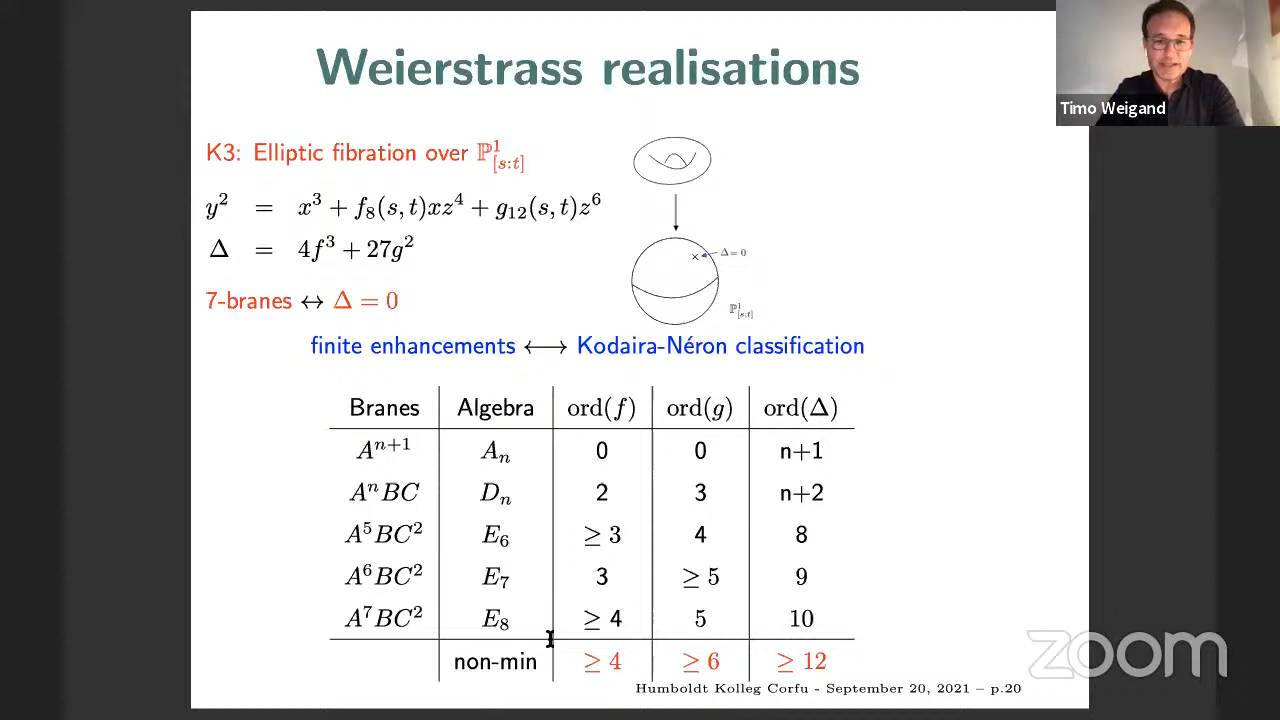 Weierstrass realisations
Timo Weigand
K3: Elliptic fibration over ℙ¹[s:t]
y² = x³ + f₈(s, t)xz⁴ + g₁₂(s, t)z⁶
Δ = 4f³ + 27g²
Δ = 0
ℙ¹[s:t]
7-branes ↔ Δ = 0
finite enhancements ⟷ Kodaira-Néron classification
Branes Algebra ord(f) ord(g) ord(Δ)
Aⁿ⁺¹ Aₙ 0 0 n+1
AⁿBC Dₙ 2 3 n+2
A⁵BC² E₆ ≥ 3 4 8
A⁶BC² E₇ 3 ≥ 5 9
A⁷BC² E₈ ≥ 4 5 10
non-min ≥ 4 ≥ 6 ≥ 12
Humboldt Kolleg Corfu - September 20, 2021 – p.20
zoom